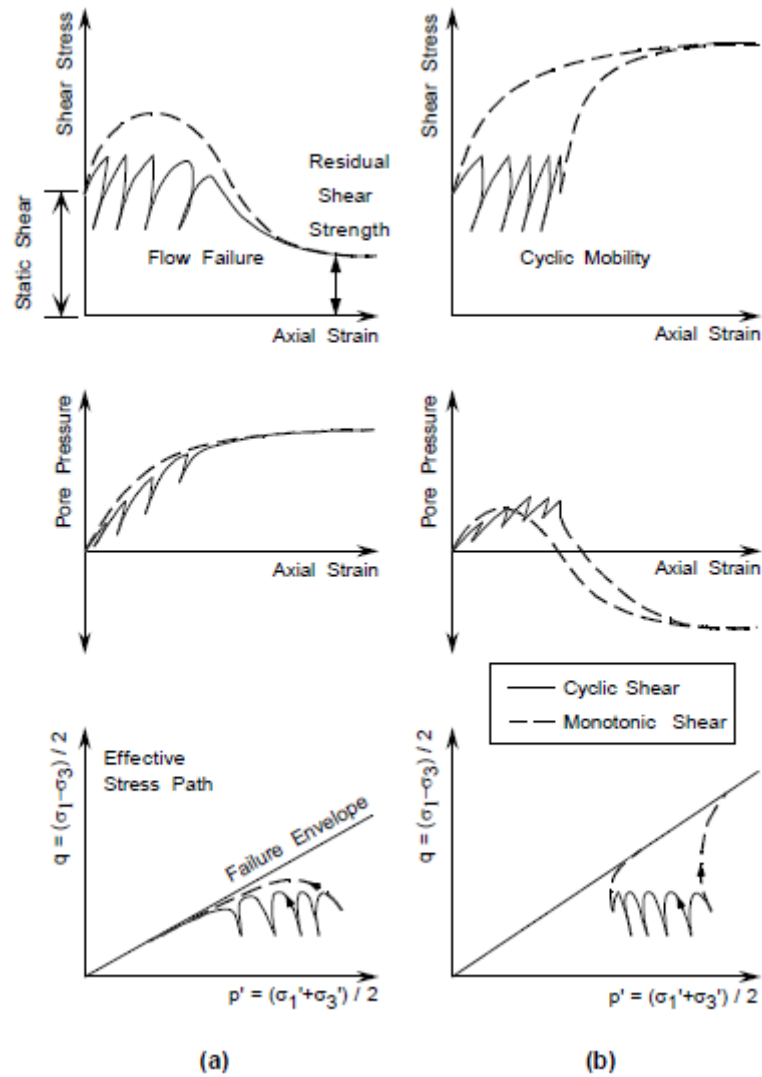 Shear Stress
Static Shear
Residual
Shear
Strength
Flow Failure
Axial Strain
Shear Stress
Cyclic Mobility
Axial Strain
Pore Pressure
Axial Strain
Pore Pressure
Axial Strain
Cyclic Shear
Monotonic Shear
q = (σ₁–σ₃) / 2
Effective
Stress Path
Failure Envelope
p' = (σ₁'+σ₃') / 2
q = (σ₁–σ₃) / 2
p' = (σ₁'+σ₃') / 2
(a)
(b)